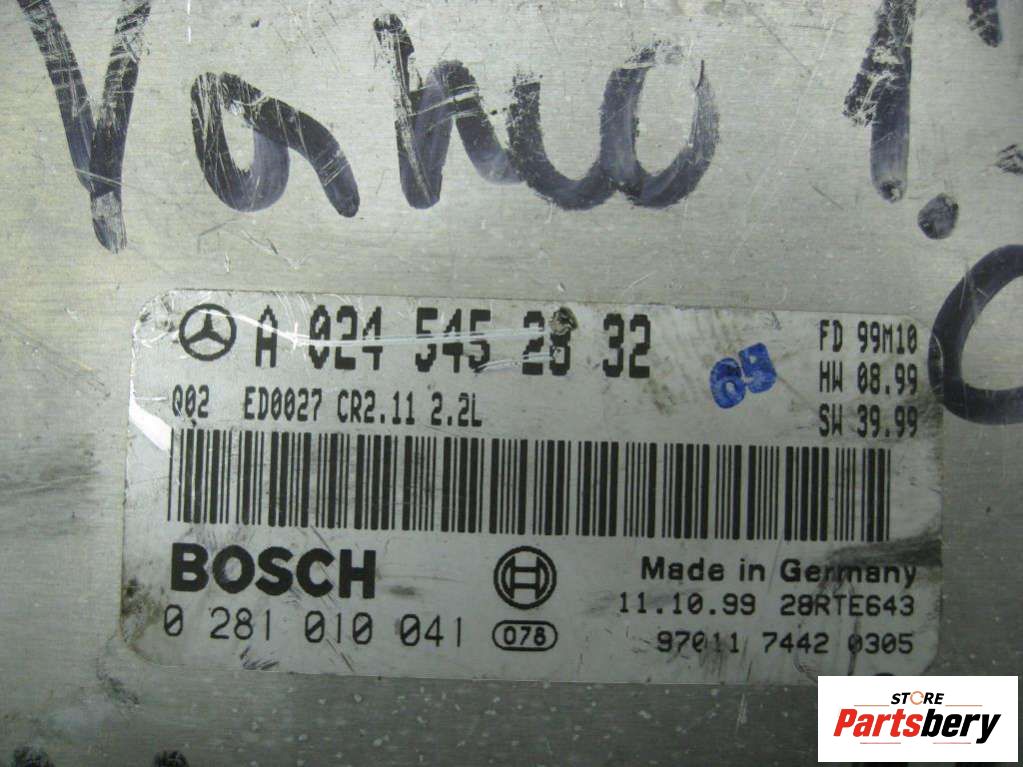 A 024 545 28 32
FD 99M10
HW 08.99
SW 39.99
Q02 ED0027 CR2.11 2.2L
BOSCH
Made in Germany
11.10.99 28RTE643
0 281 010 041 078
97011 7442 0305
STORE
Partsbery